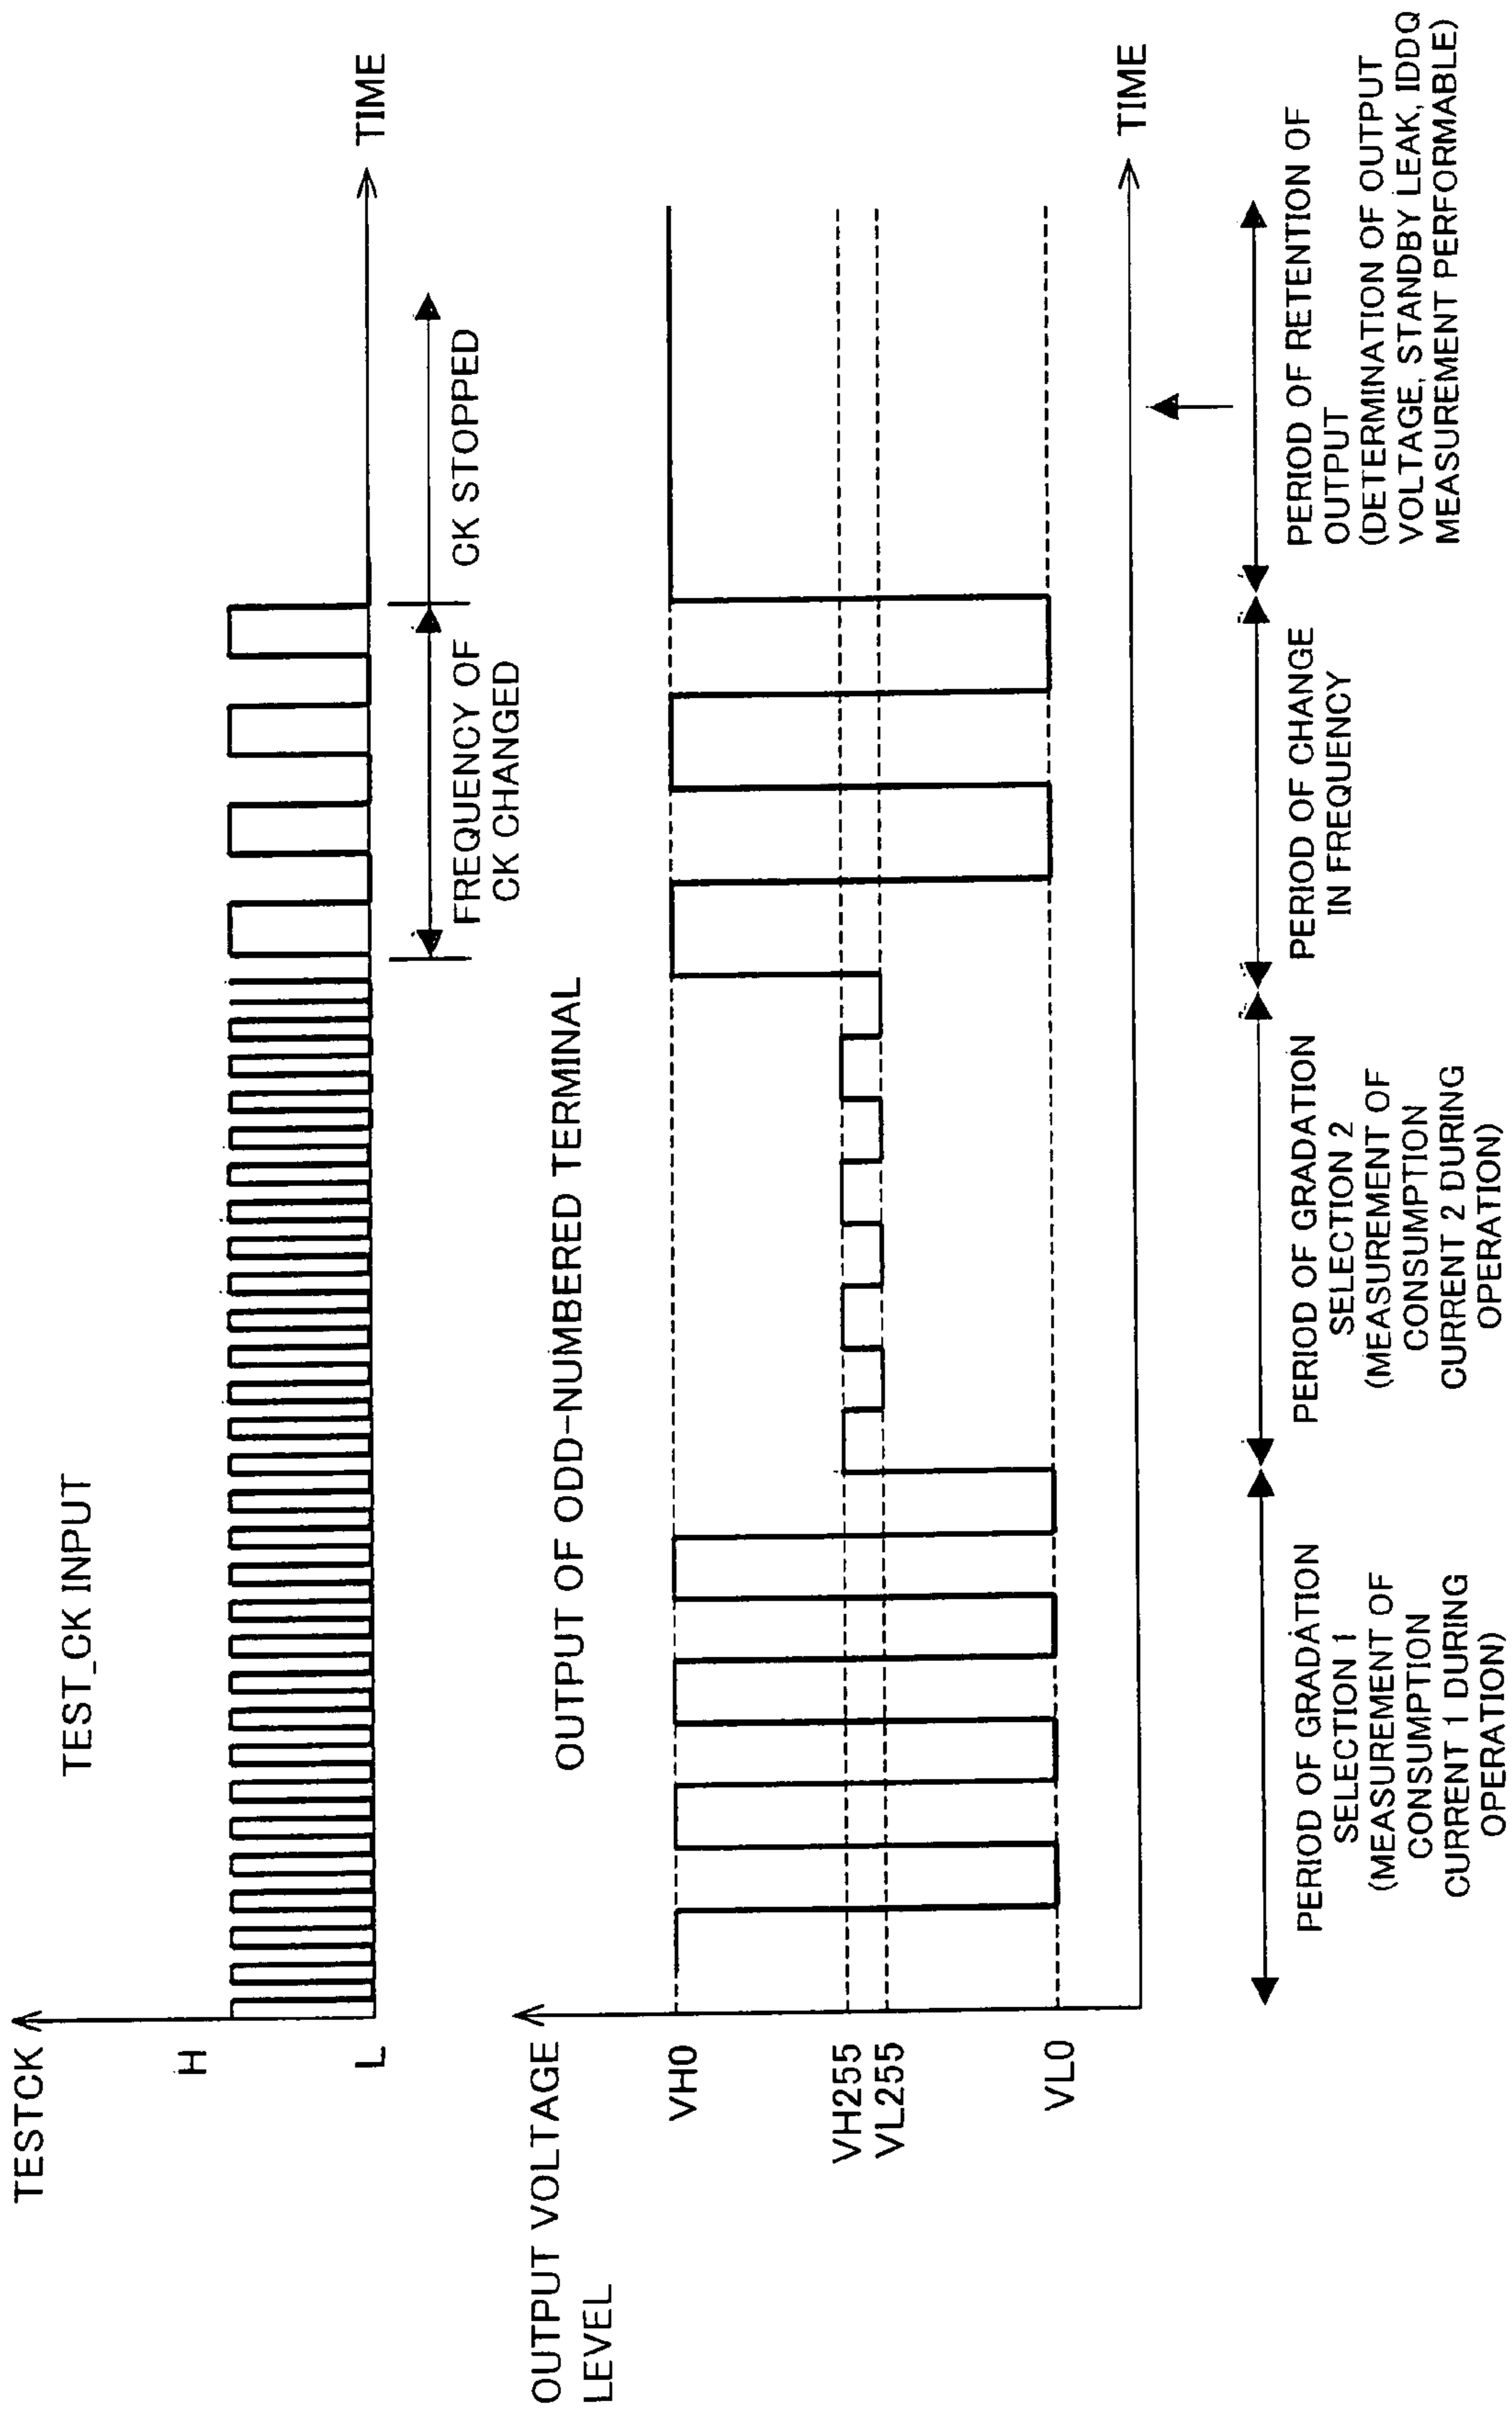 TEST_CK INPUT
TESTCK
H
L
TIME
FREQUENCY OF
CK CHANGED
CK STOPPED
OUTPUT OF ODD-NUMBERED TERMINAL
OUTPUT VOLTAGE
LEVEL
VH0
VH255
VL255
VL0
TIME
PERIOD OF GRADATION
SELECTION 1
(MEASUREMENT OF
CONSUMPTION
CURRENT 1 DURING
OPERATION)
PERIOD OF GRADATION
SELECTION 2
(MEASUREMENT OF
CONSUMPTION
CURRENT 2 DURING
OPERATION)
PERIOD OF CHANGE
IN FREQUENCY
PERIOD OF RETENTION OF
OUTPUT
(DETERMINATION OF OUTPUT
VOLTAGE, STANDBY LEAK, IDDQ
MEASUREMENT PERFORMABLE)